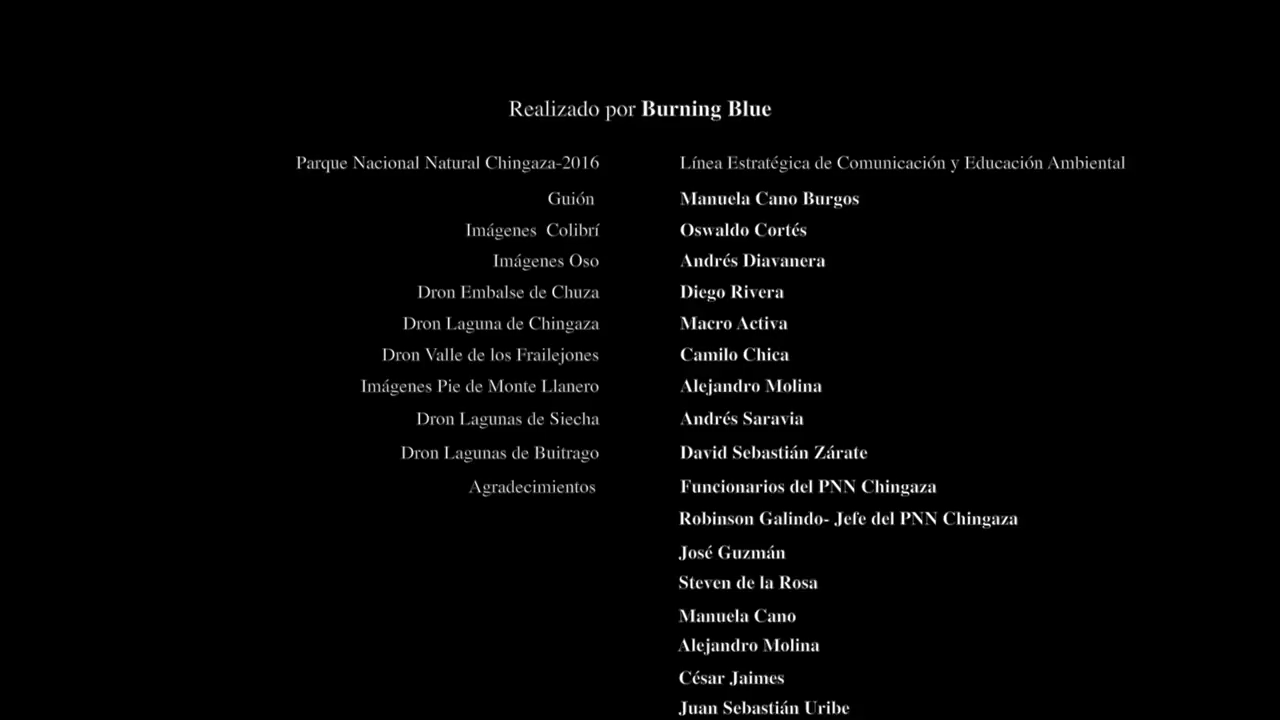 Realizado por Burning Blue
Parque Nacional Natural Chingaza-2016 Línea Estratégica de Comunicación y Educación Ambiental
Guión Manuela Cano Burgos
Imágenes Colibrí Oswaldo Cortés
Imágenes Oso Andrés Diavanera
Dron Embalse de Chuza Diego Rivera
Dron Laguna de Chingaza Macro Activa
Dron Valle de los Frailejones Camilo Chica
Imágenes Pie de Monte Llanero Alejandro Molina
Dron Lagunas de Siecha Andrés Saravia
Dron Lagunas de Buitrago David Sebastián Zárate
Agradecimientos Funcionarios del PNN Chingaza
Robinson Galindo- Jefe del PNN Chingaza
José Guzmán
Steven de la Rosa
Manuela Cano
Alejandro Molina
César Jaimes
Juan Sebastián Uribe